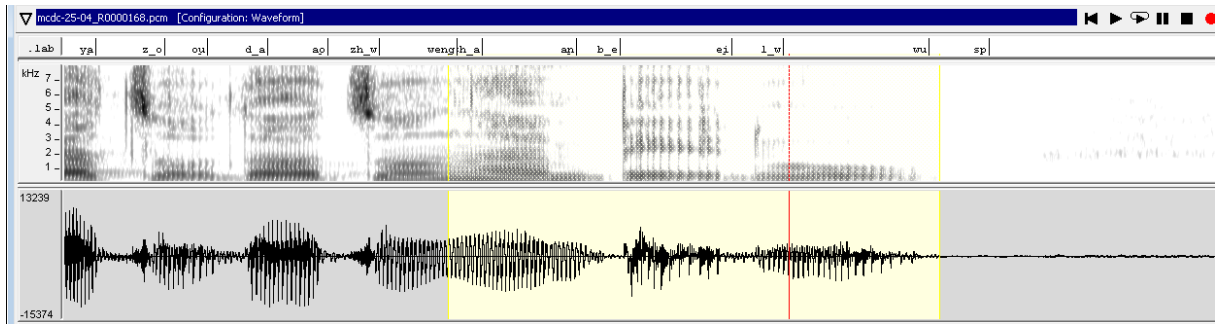 mcdc-25-04_R0000168.pcm [Configuration: Waveform]
.lab ya z_o ou d_a ao zh_w weng h_a an b_e ei l_w wu sp
kHz 7
6
5
4
3
2
1
13239
-15374